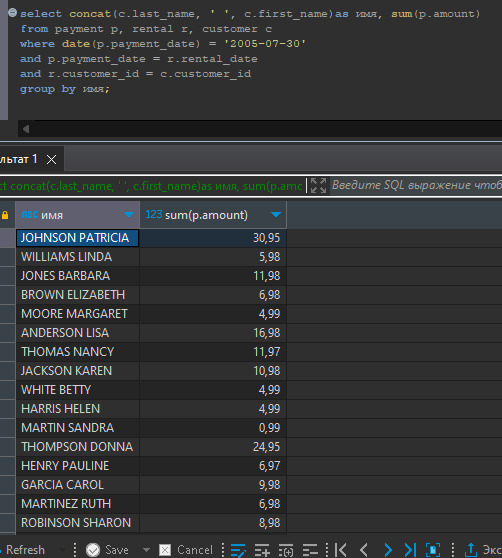 select concat(c.last_name, ' ', c.first_name)as имя, sum(p.amount)
from payment p, rental r, customer c
where date(p.payment_date) = '2005-07-30'
and p.payment_date = r.rental_date
and r.customer_id = c.customer_id
group by имя;
льтат 1
ct concat(c.last_name, ' ', c.first_name)as имя, sum(p.amo Введите SQL выражение чтоб
имя 123 sum(p.amount)
JOHNSON PATRICIA 30,95
WILLIAMS LINDA 5,98
JONES BARBARA 11,98
BROWN ELIZABETH 6,98
MOORE MARGARET 4,99
ANDERSON LISA 16,98
THOMAS NANCY 11,97
JACKSON KAREN 10,98
WHITE BETTY 4,99
HARRIS HELEN 4,99
MARTIN SANDRA 0,99
THOMPSON DONNA 24,95
HENRY PAULINE 6,97
GARCIA CAROL 9,98
MARTINEZ RUTH 6,98
ROBINSON SHARON 8,98
Refresh Save Cancel Экс